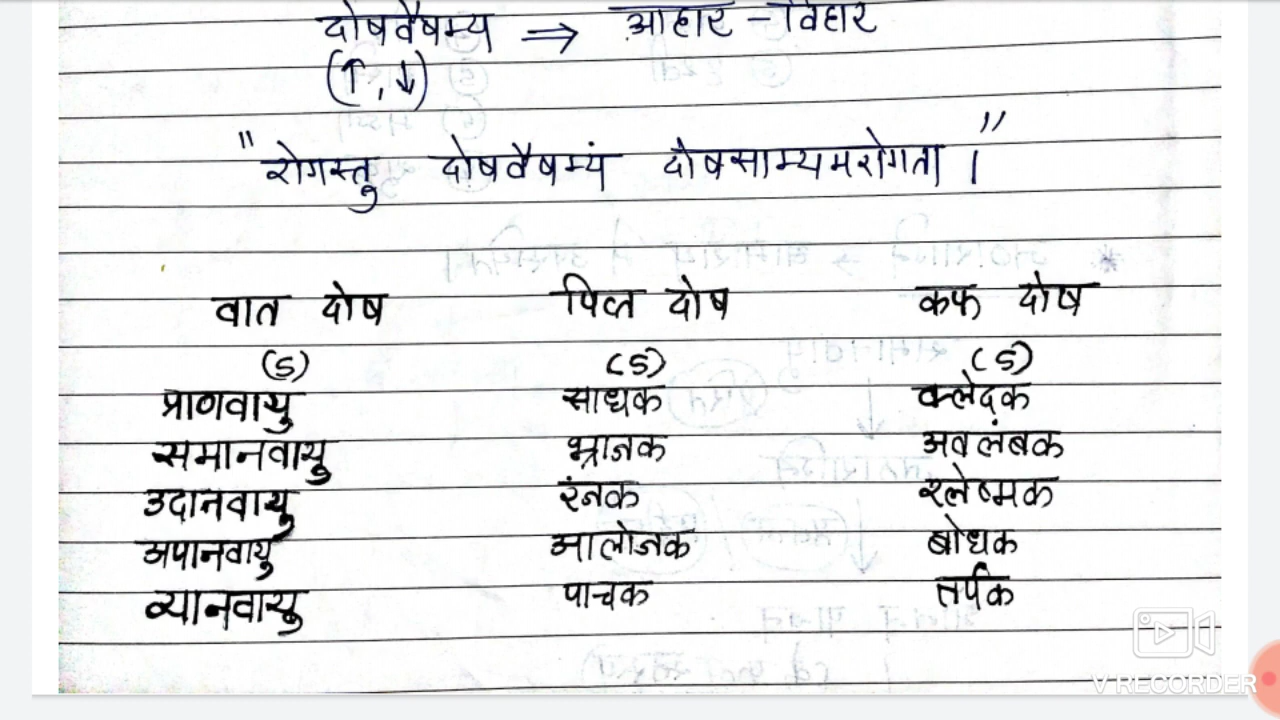 दोषवैषम्य ⇒ आहार - विहार
(↑, ↓)
"रोगस्तु दोषवैषम्यं दोषसाम्यमरोगता।"
वात दोष पित्त दोष कफ दोष
(5) (5) (5)
प्राणवायु साधक क्लेदक
समानवायु भ्राजक अवलंबक
उदानवायु रंजक श्लेष्मक
अपानवायु आलोजक बोधक
व्यानवायु पाचक तर्पक
V RECORDER